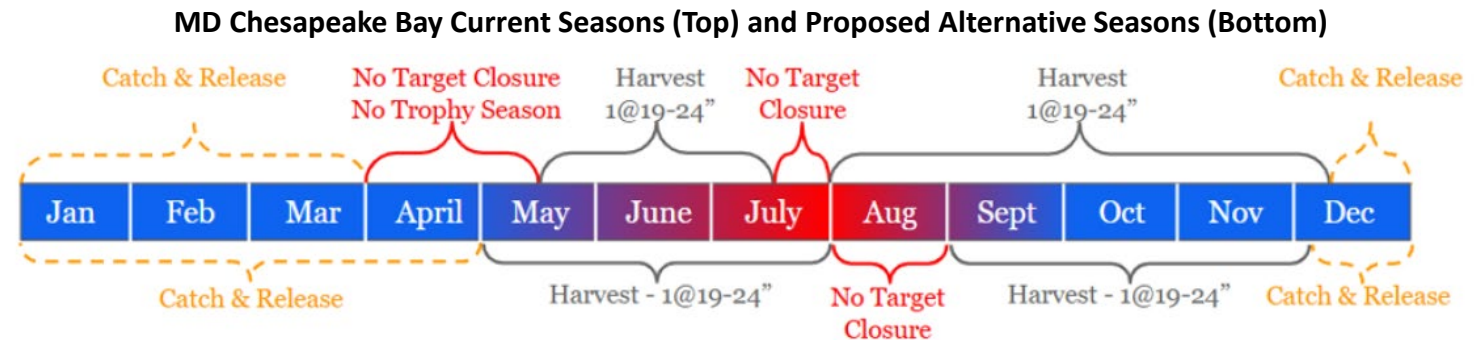 MD Chesapeake Bay Current Seasons (Top) and Proposed Alternative Seasons (Bottom)
Catch & Release
No Target Closure
No Trophy Season
Harvest
1@19-24”
No Target
Closure
Harvest
1@19-24”
Catch & Release
Jan Feb Mar April May June July Aug Sept Oct Nov Dec
Catch & Release
Harvest - 1@19-24”
No Target
Closure
Harvest - 1@19-24”
Catch & Release